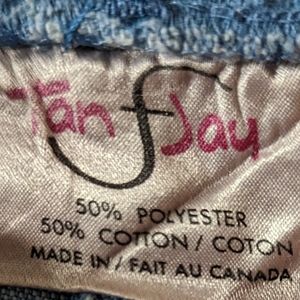 Tan Jay
50% POLYESTER
50% COTTON / COTON
MADE IN / FAIT AU CANADA